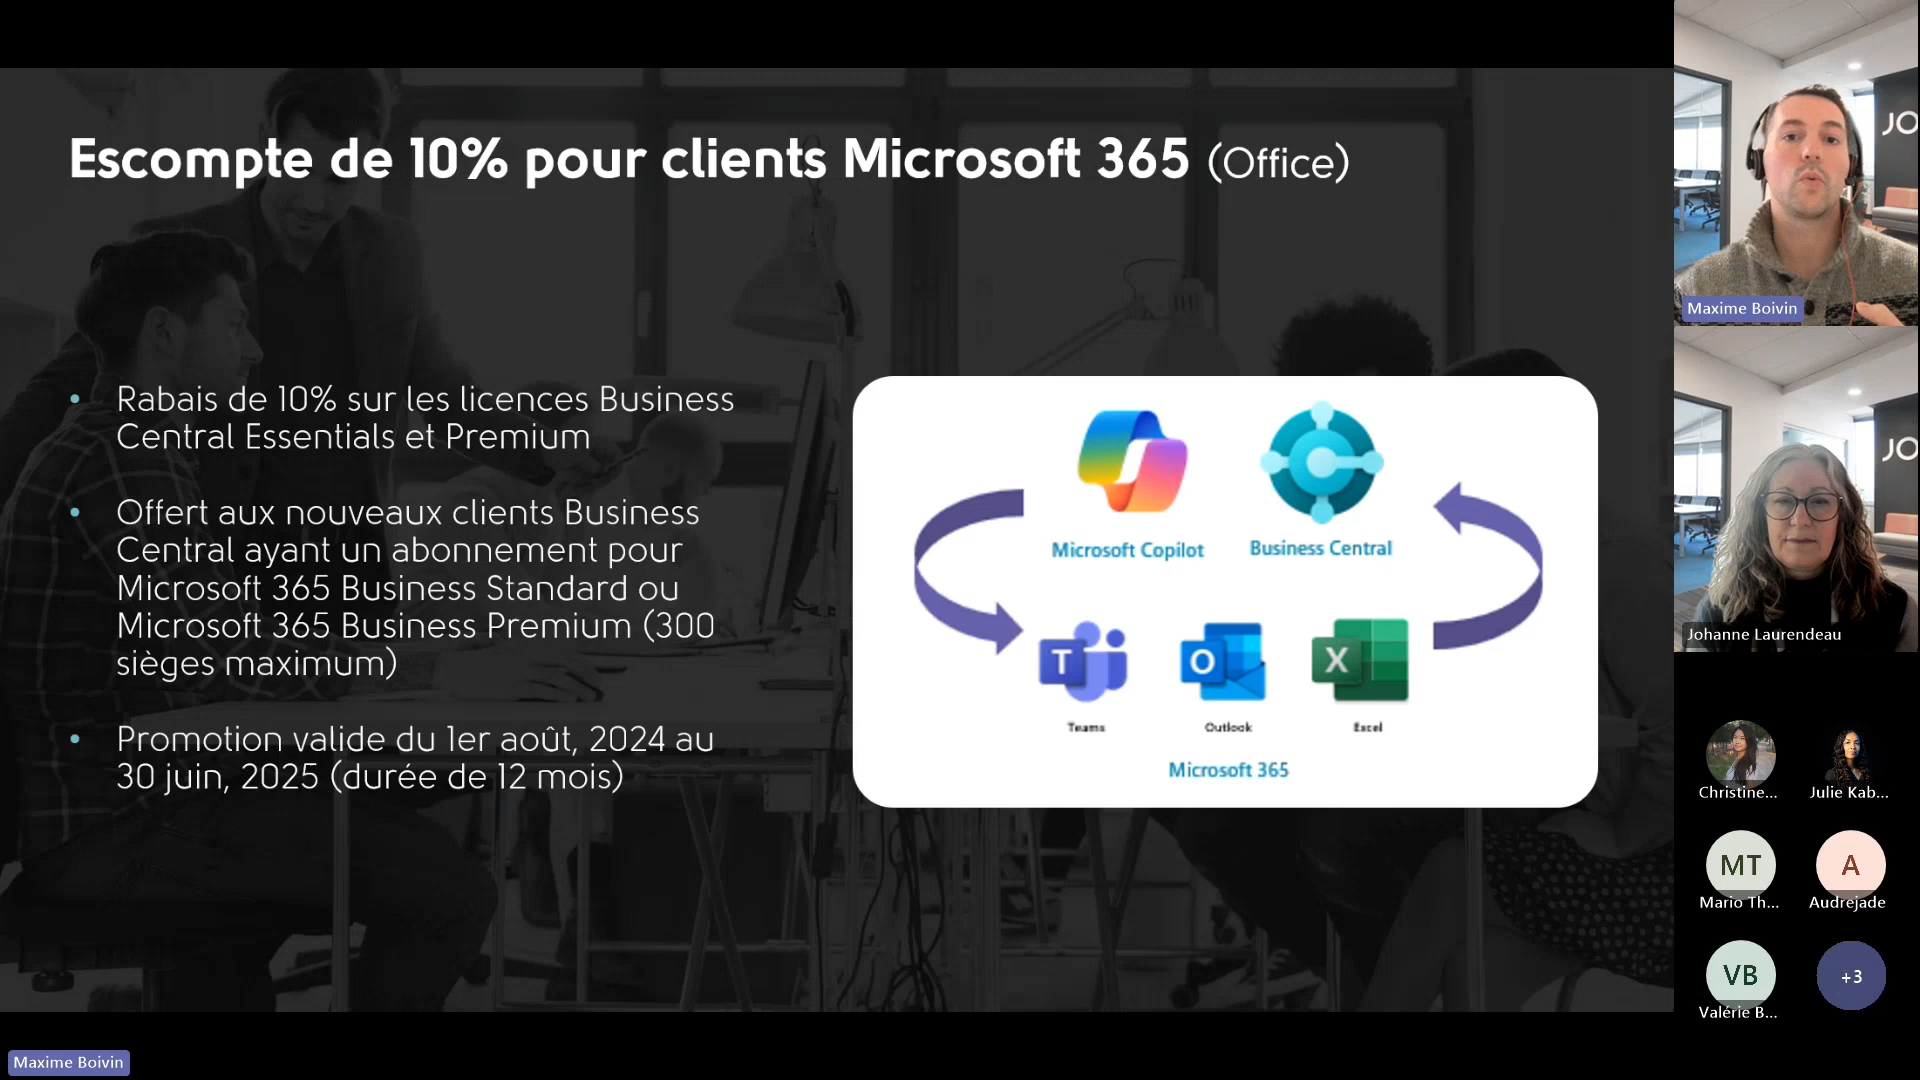 Escompte de 10% pour clients Microsoft 365 (Office)
• Rabais de 10% sur les licences Business
Central Essentials et Premium
• Offert aux nouveaux clients Business
Central ayant un abonnement pour
Microsoft 365 Business Standard ou
Microsoft 365 Business Premium (300
sièges maximum)
• Promotion valide du 1er août, 2024 au
30 juin, 2025 (durée de 12 mois)
Microsoft Copilot
Business Central
T
O
X
Teams
Outlook
Excel
Microsoft 365
JO
Maxime Boivin
JO
Johanne Laurendeau
Christine...
Julie Kab...
MT
A
Mario Th...
Audrejade
VB
+3
Valérie B...
Maxime Boivin